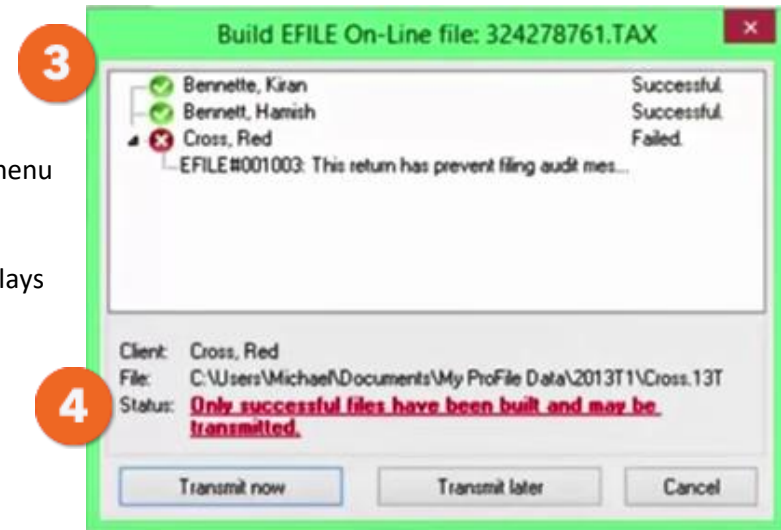 Build EFILE On-Line file: 324278761.TAX
3
Bennette, Kiran Successful.
Bennett, Hamish Successful.
Cross, Red Failed.
EFILE#001003: This return has prevent filing audit mes...
menu
lays
Client: Cross, Red
File: C:\Users\Michael\Documents\My ProFile Data\2013T1\Cross.13T
4
Status: Only successful files have been built and may be
transmitted.
Transmit now Transmit later Cancel